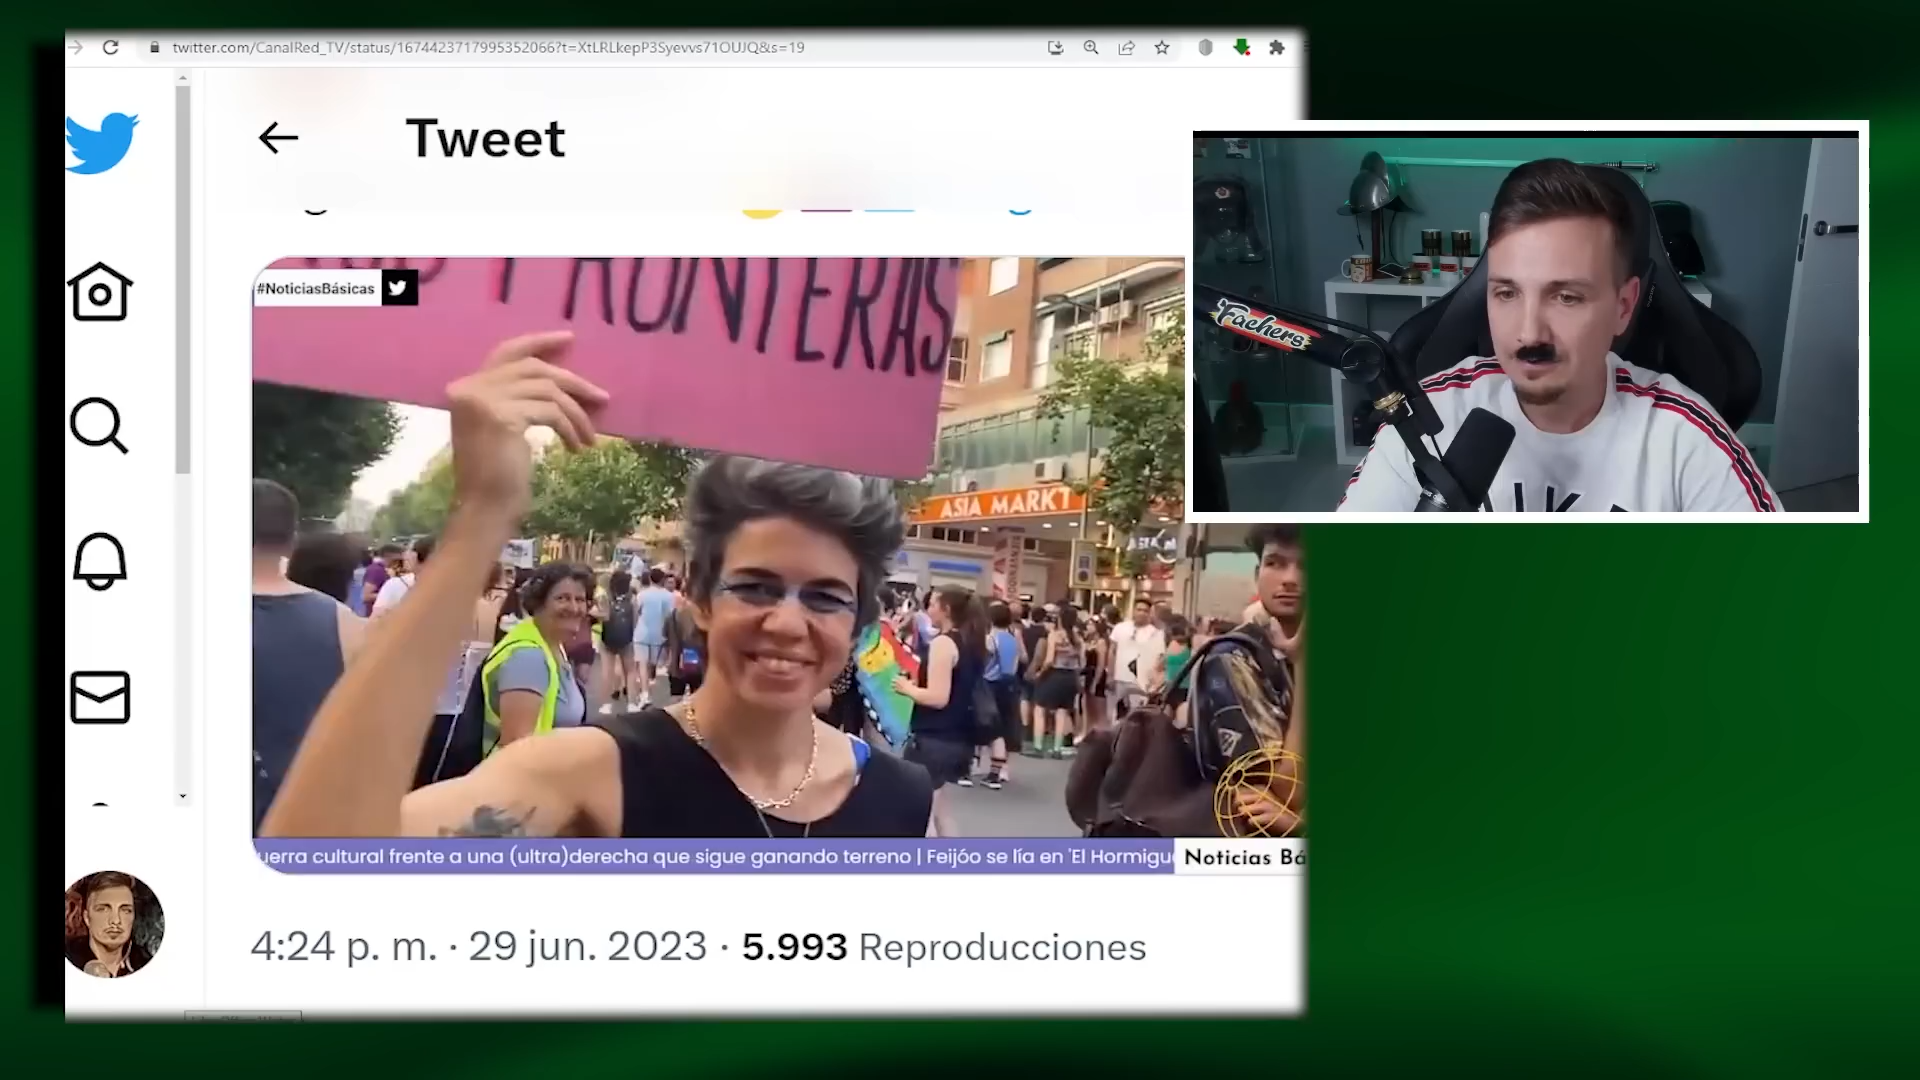 twitter.com/CanalRed_TV/status/1674423717995352066?t=XtLRLkepP3Syevvs71OUJQ&s=19
Tweet
#NoticiasBásicas
FRONTERAS
ASIA MARKT
Fachers
uerra cultural frente a una (ultra)derecha que sigue ganando terreno | Feijóo se lía en 'El Hormigu
Noticias Bá
4:24 p. m. · 29 jun. 2023 · 5.993 Reproducciones